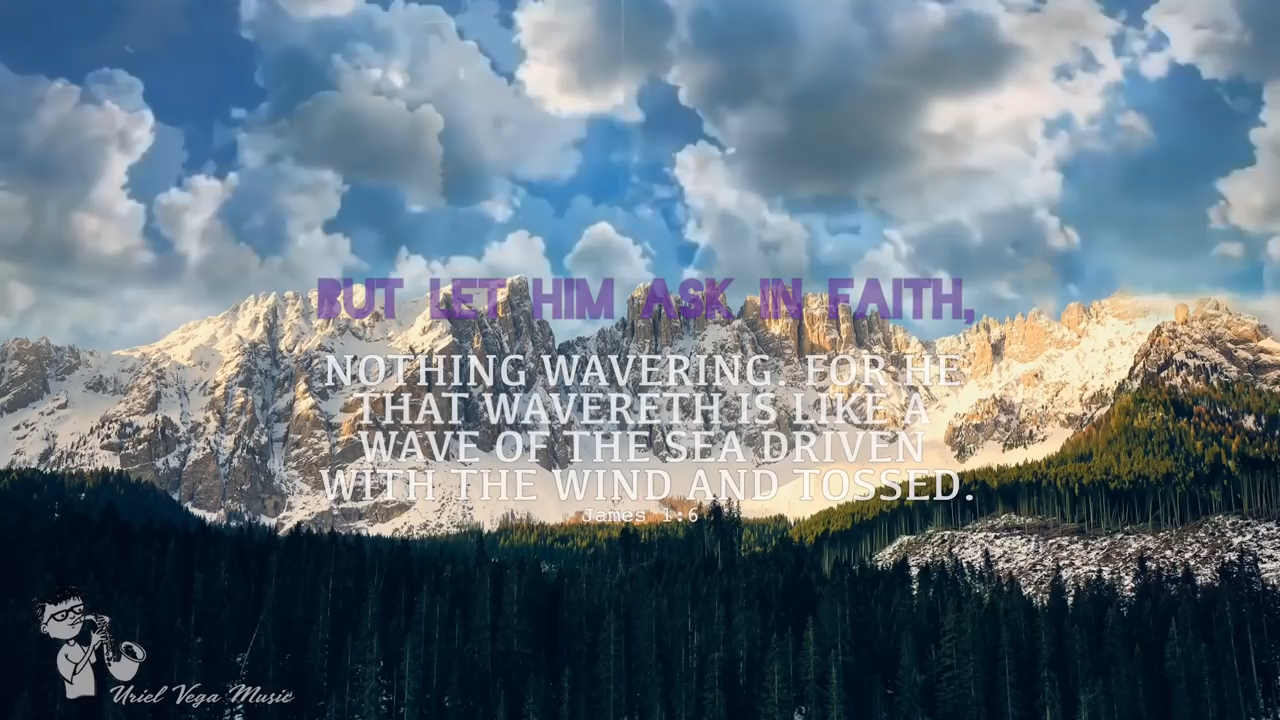 BUT LET HIM ASK IN FAITH,
NOTHING WAVERING. FOR HE
THAT WAVERETH IS LIKE A
WAVE OF THE SEA DRIVEN
WITH THE WIND AND TOSSED.
James 1:6
Uriel Vega Music